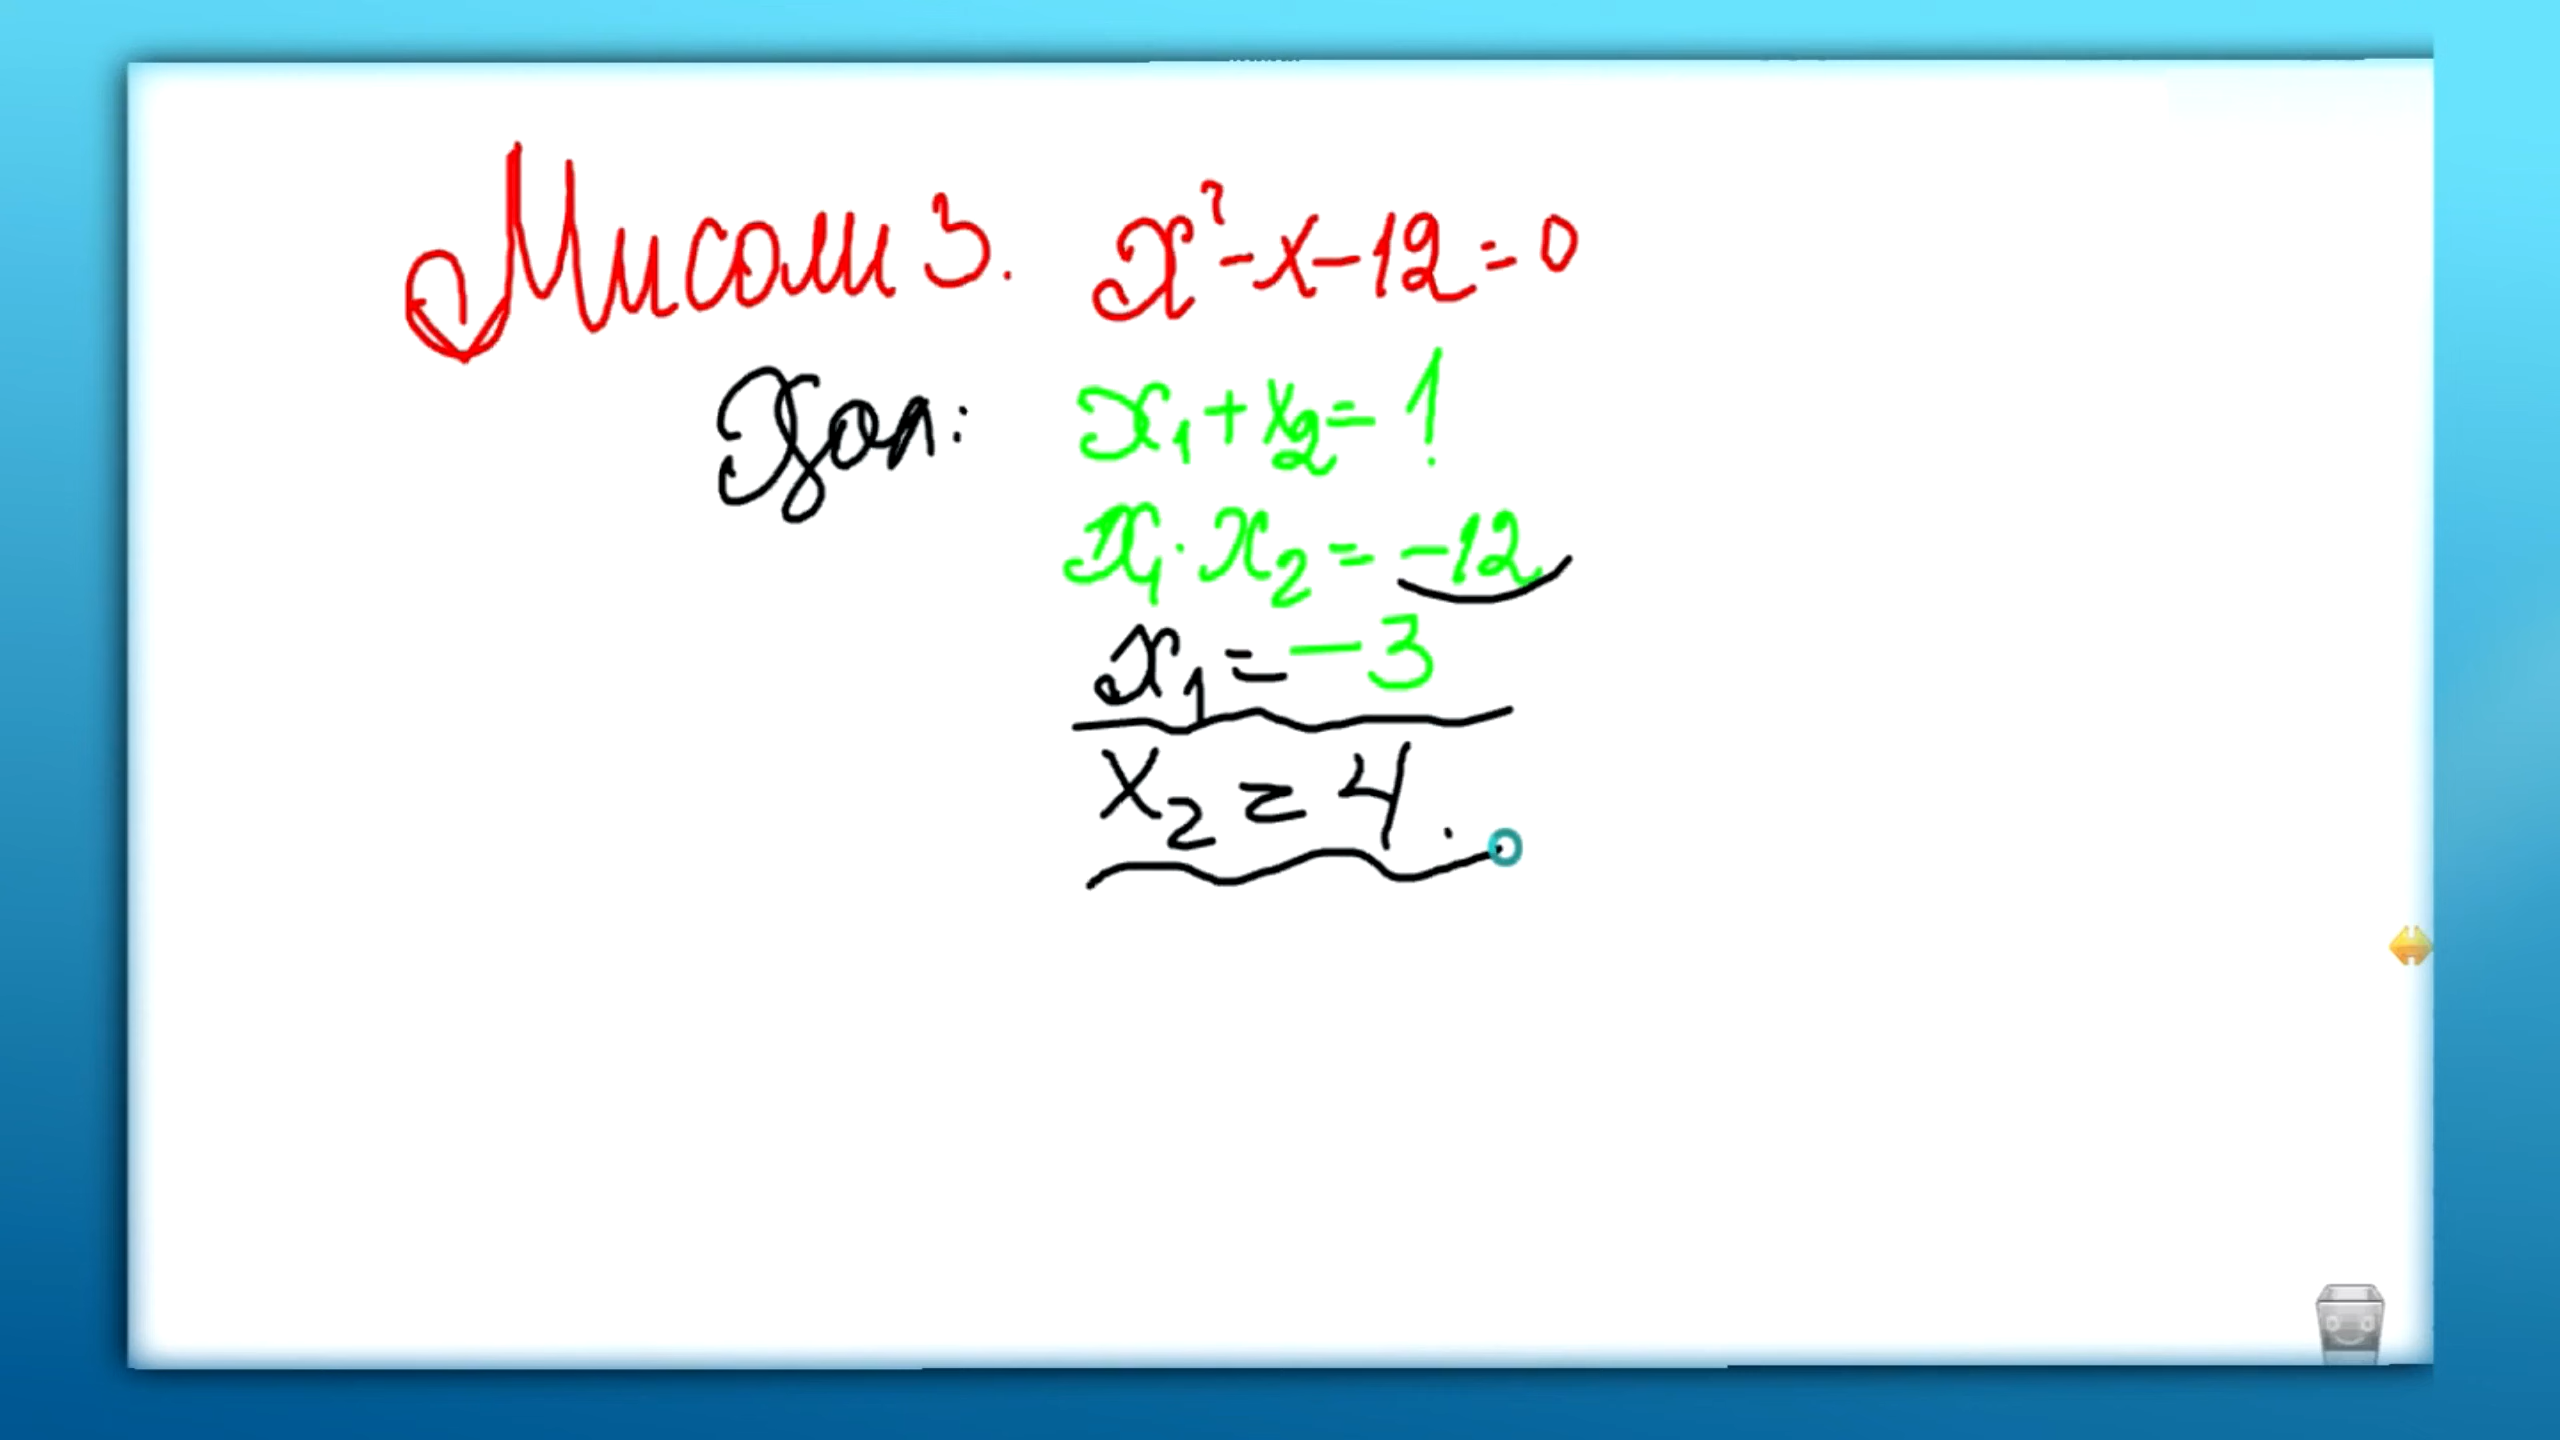 Мисоли 3. x² - x - 12 = 0
Ҳал:
x₁ + x₂ = 1
x₁ · x₂ = -12
x₁ = -3
x₂ = 4.